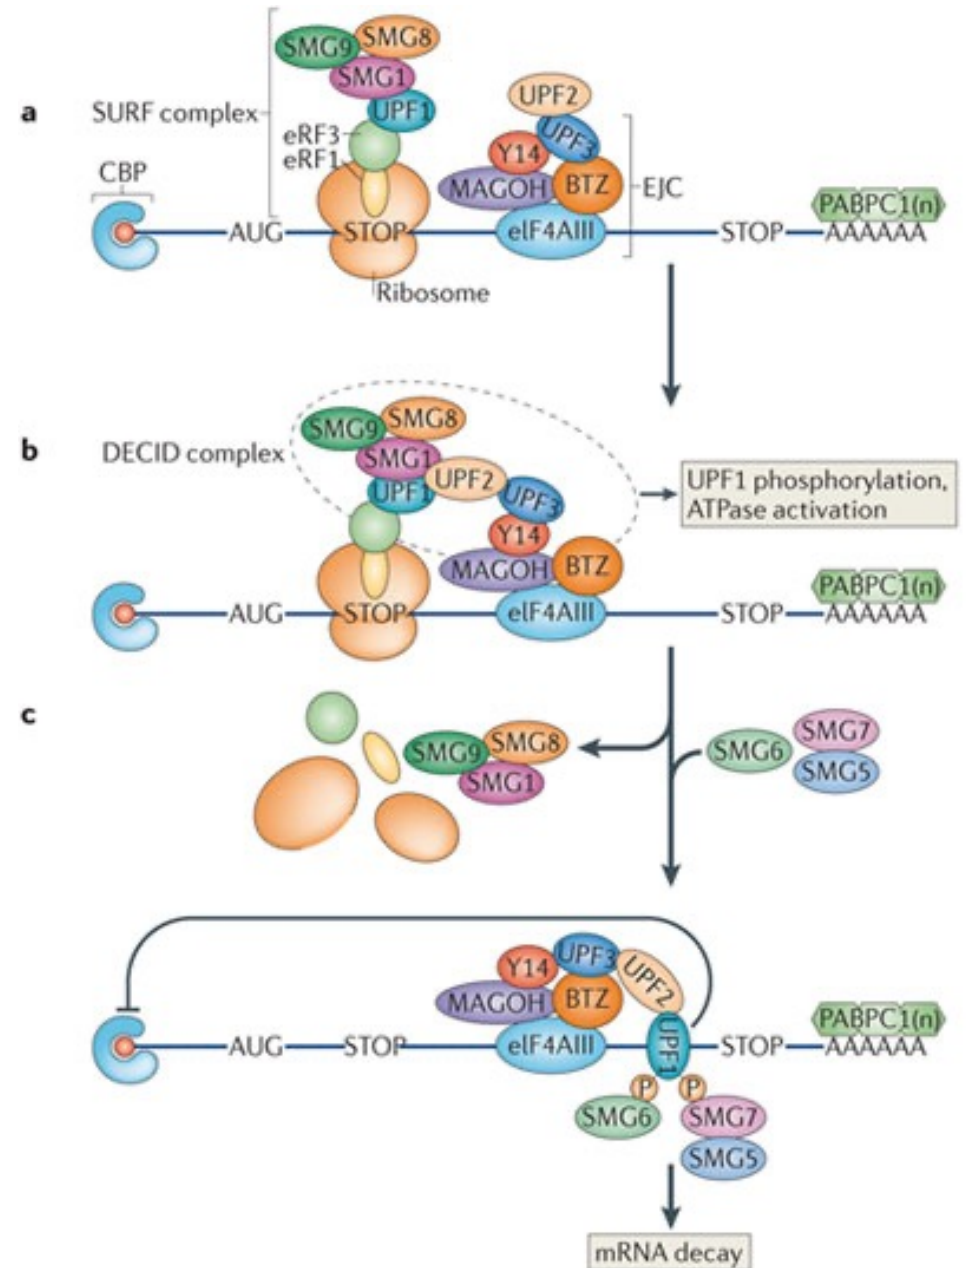 a
SURF complex
SMG9
SMG8
SMG1
UPF1
eRF3
eRF1
UPF2
UPF3
Y14
MAGOH
BTZ
EJC
CBP
PABPC1(n)
AUG
STOP
eIF4AIII
STOP
AAAAAA
Ribosome
b
DECID complex
SMG9
SMG8
SMG1
UPF1
UPF2
UPF3
Y14
MAGOH
BTZ
UPF1 phosphorylation,
ATPase activation
PABPC1(n)
AUG
STOP
eIF4AIII
STOP
AAAAAA
c
SMG9
SMG8
SMG1
SMG6
SMG7
SMG5
Y14
UPF3
UPF2
MAGOH
BTZ
PABPC1(n)
AUG
STOP
eIF4AIII
UPF1
STOP
AAAAAA
P
P
SMG6
SMG7
SMG5
mRNA decay